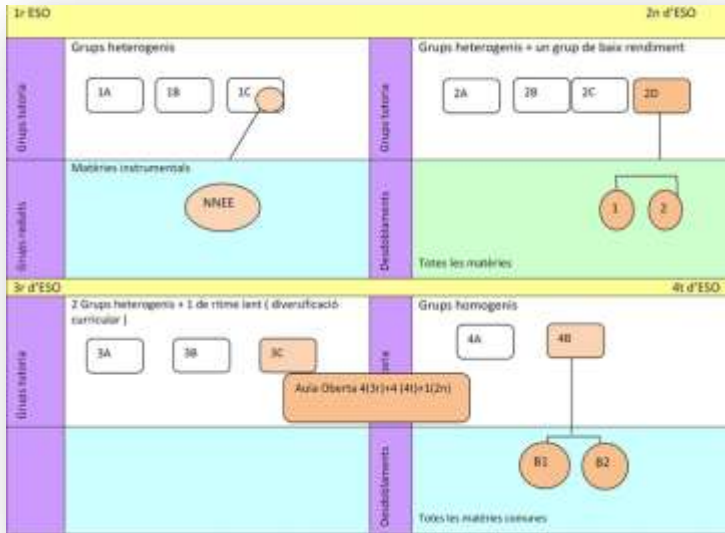 1r ESO
2n d'ESO
Grups tutoria
Grups heterogenis
1A
1B
1C
Grups tutoria
Grups heterogenis + un grup de baix rendiment
2A
2B
2C
2D
Grups reduïts
Matèries instrumentals
NNEE
Desdoblaments
1
2
Totes les matèries
3r d'ESO
4t d'ESO
Grups tutoria
2 Grups heterogenis + 1 de ritme lent ( diversificació
curricular )
3A
3B
3C
Grups homogenis
4A
4B
Aula Oberta 4(3r)+4 (4t)+1(2n)
Desdoblaments
B1
B2
Totes les matèries comunes